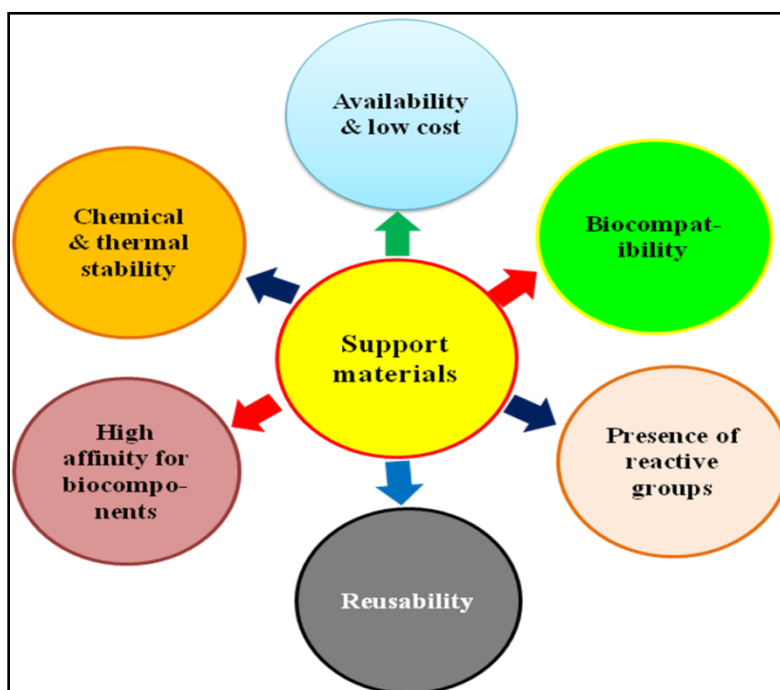 Availability
& low cost
Chemical
& thermal
stability
Biocompat-
ibility
Support
materials
High
affinity for
biocompo-
nents
Presence of
reactive
groups
Reusability